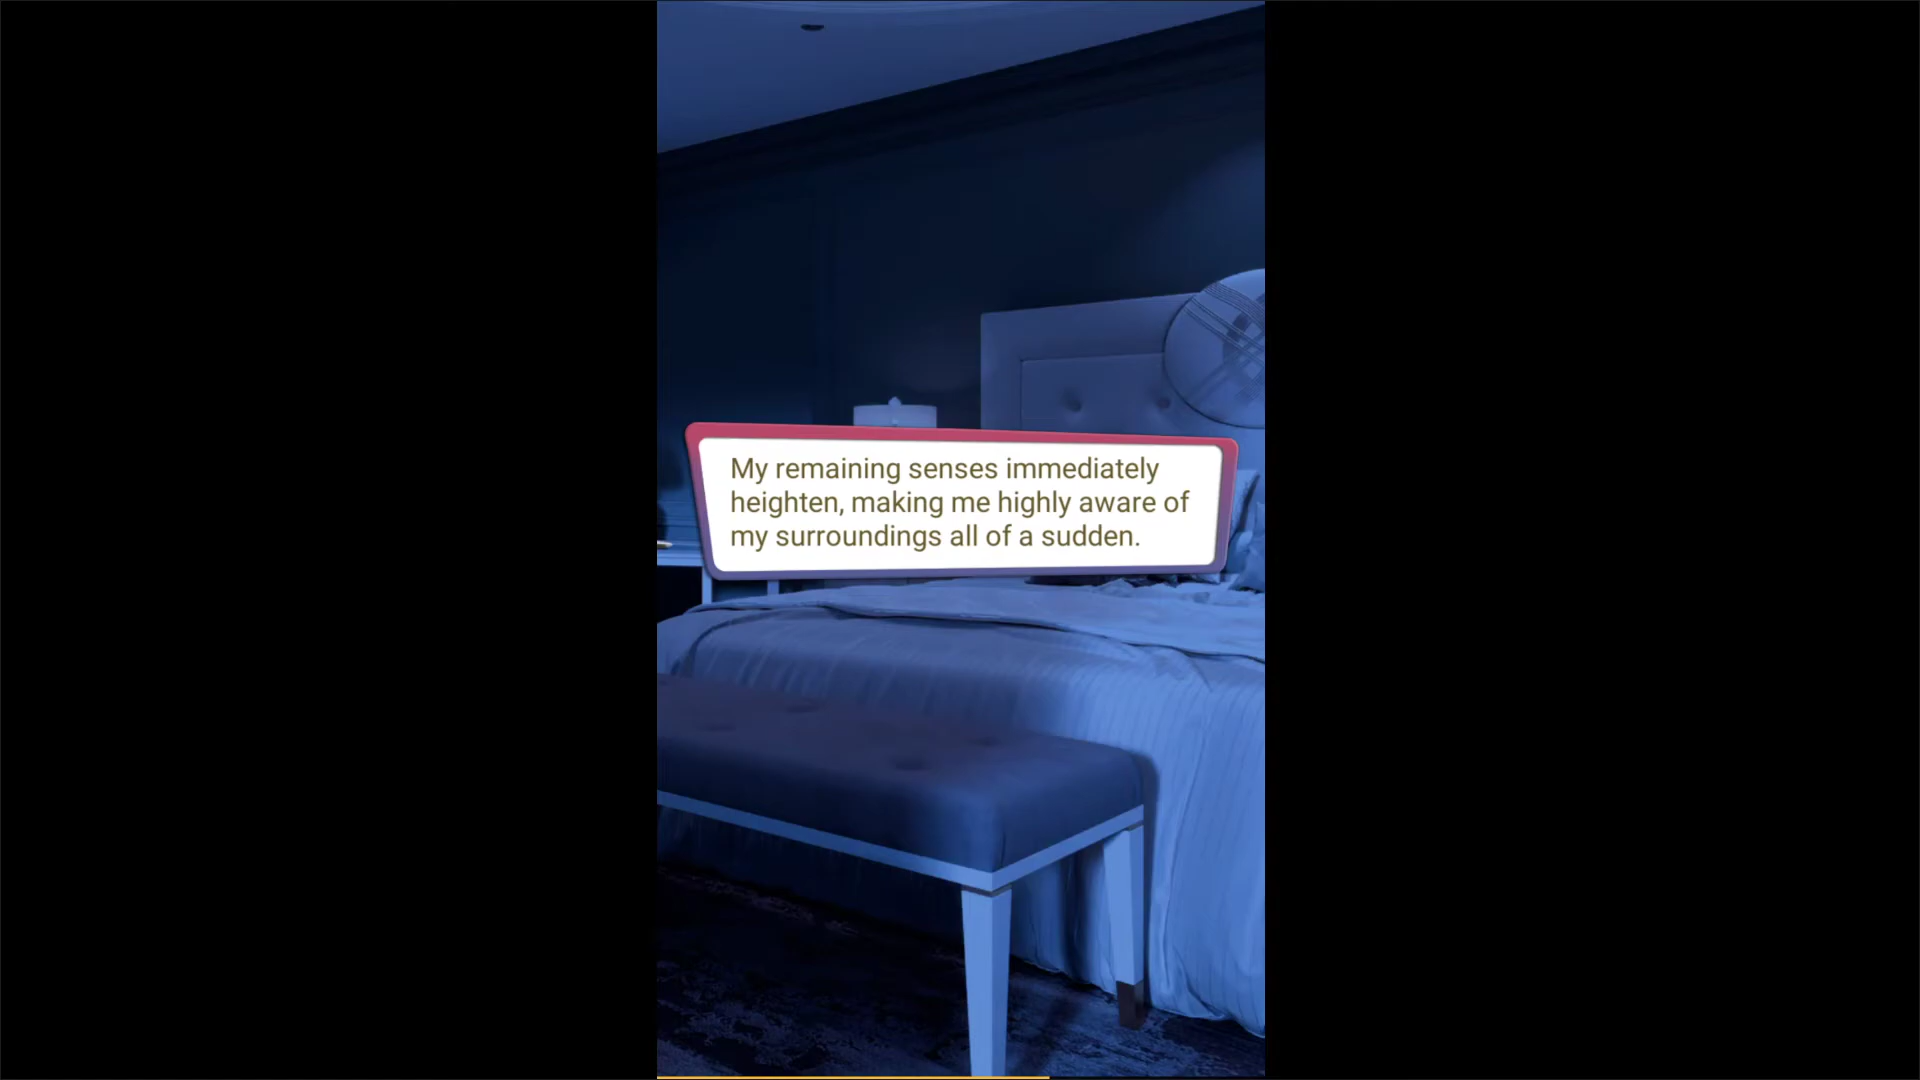 My remaining senses immediately
heighten, making me highly aware of
my surroundings all of a sudden.